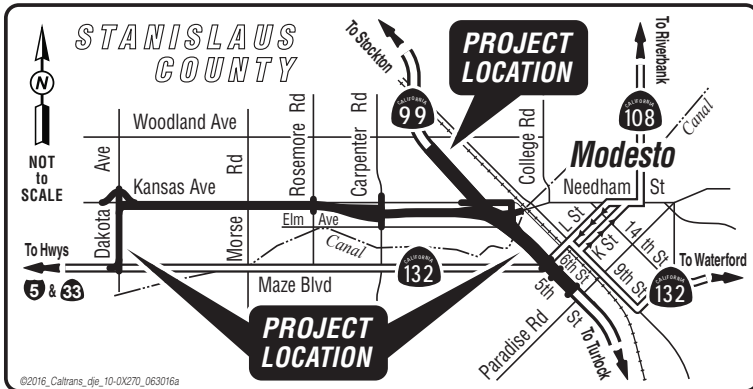 STANISLAUS
COUNTY
N
NOT
to
SCALE
To Stockton
PROJECT
LOCATION
To Riverbank
CALIFORNIA
99
CALIFORNIA
108
Canal
Woodland Ave
Rosemore Rd
Carpenter Rd
College Rd
Modesto
Needham St
Dakota Ave
Kansas Ave
Morse Rd
Elm Ave
Canal
L St
K St
14 th St
9th St
6th St
5th St
To Waterford
CALIFORNIA
132
To Hwys
5 & 33
CALIFORNIA
132
Maze Blvd
PROJECT
LOCATION
Paradise Rd
To Turlock
©2016_Caltrans_dje_10-0X270_063016a